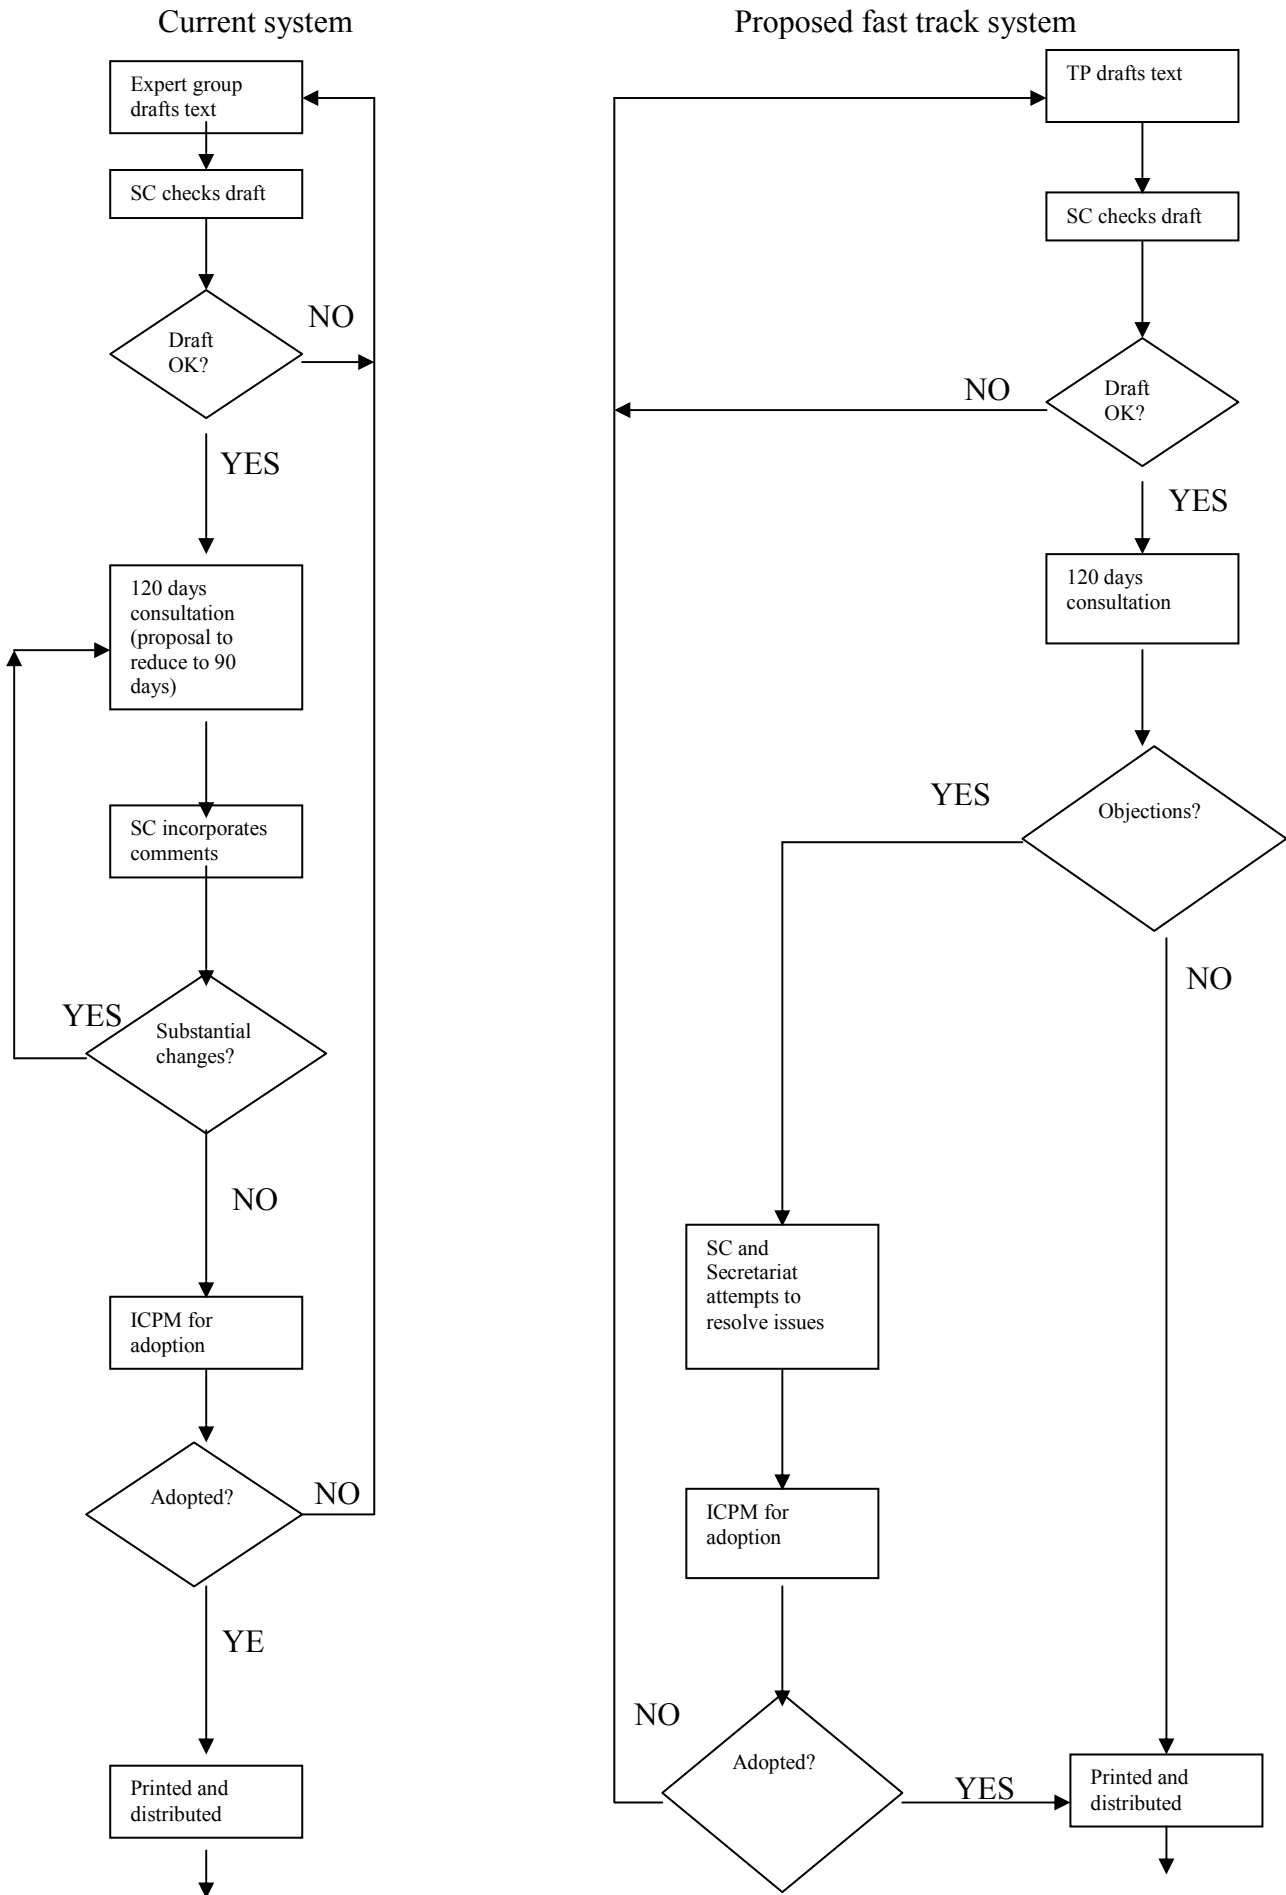 Current system
Expert group
drafts text
SC checks draft
Draft
OK?
NO
YES
120 days
consultation
(proposal to
reduce to 90
days)
SC incorporates
comments
YES
Substantial
changes?
NO
ICPM for
adoption
Adopted?
NO
YE
Printed and
distributed
Proposed fast track system
TP drafts text
SC checks draft
NO
Draft
OK?
YES
120 days
consultation
YES
Objections?
NO
SC and
Secretariat
attempts to
resolve issues
ICPM for
adoption
NO
Adopted?
YES
Printed and
distributed